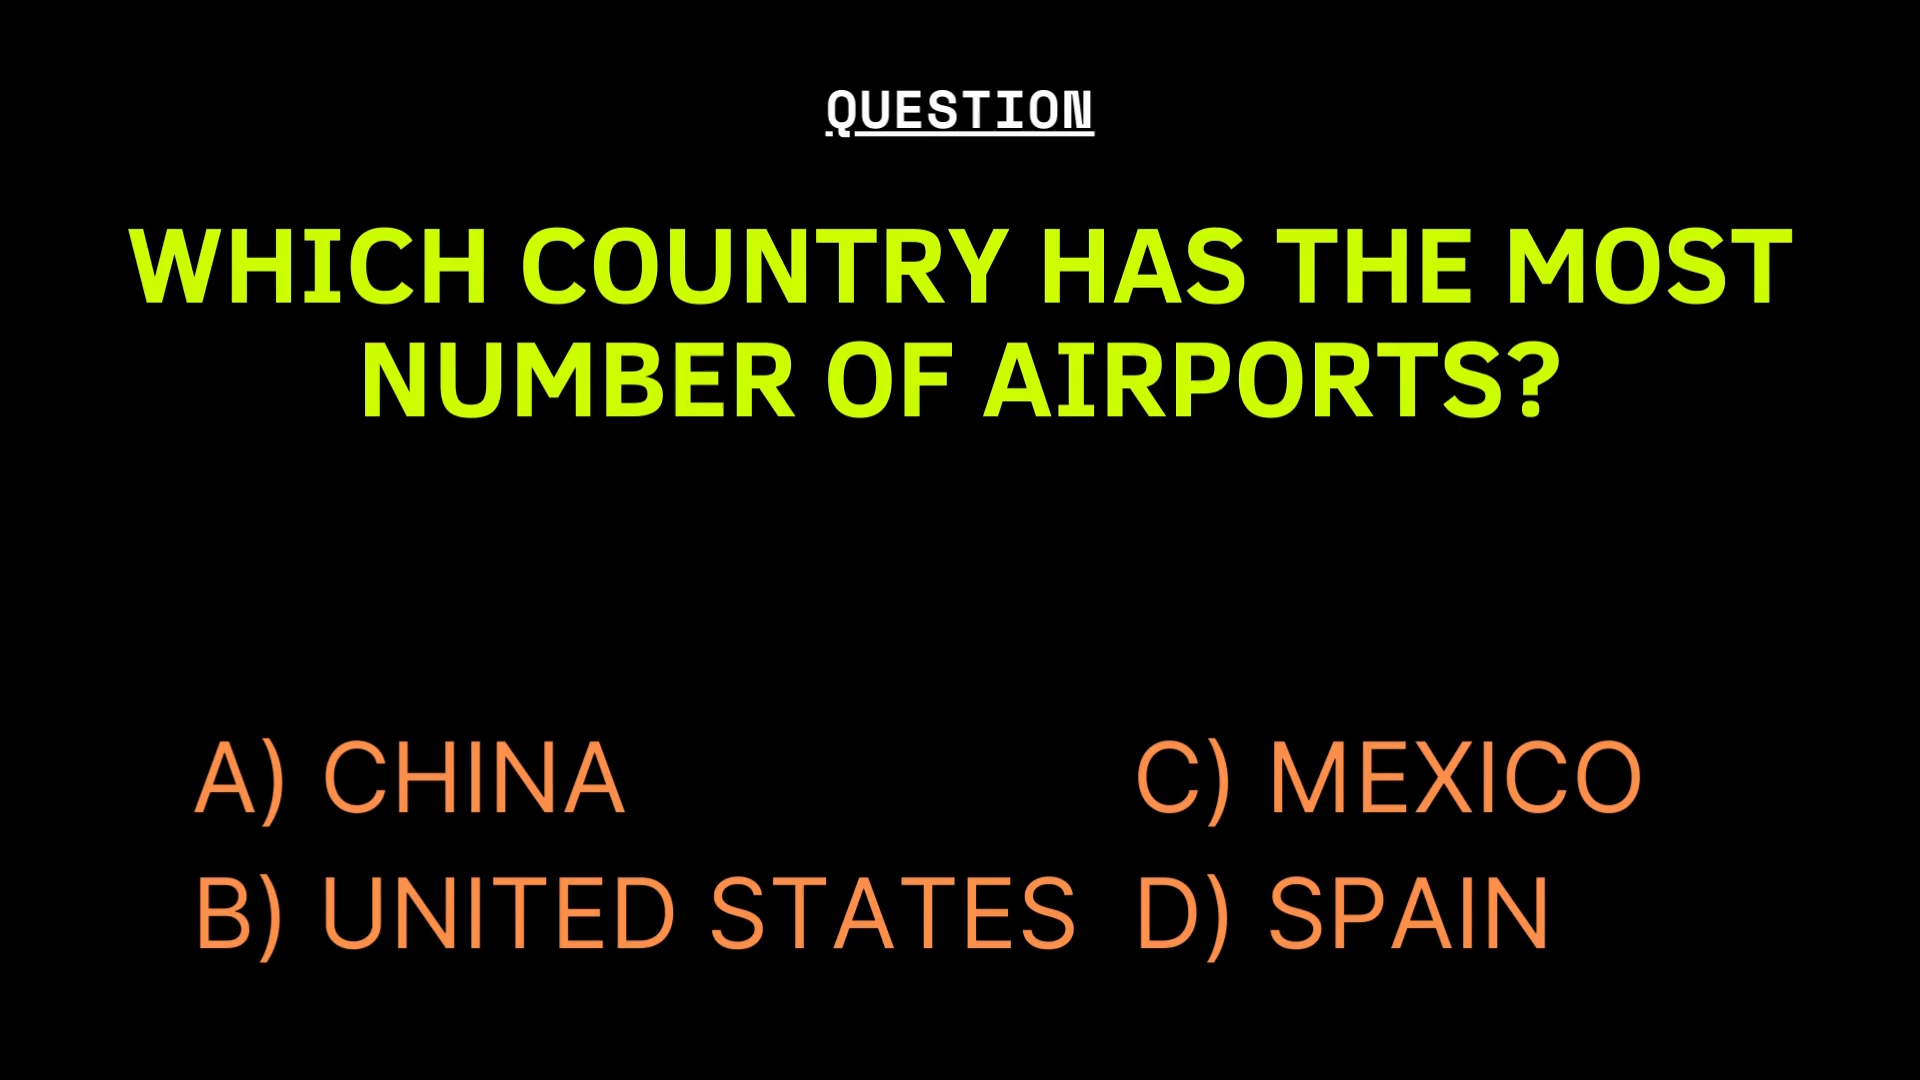 QUESTION
WHICH COUNTRY HAS THE MOST
NUMBER OF AIRPORTS?
A) CHINA
B) UNITED STATES
C) MEXICO
D) SPAIN